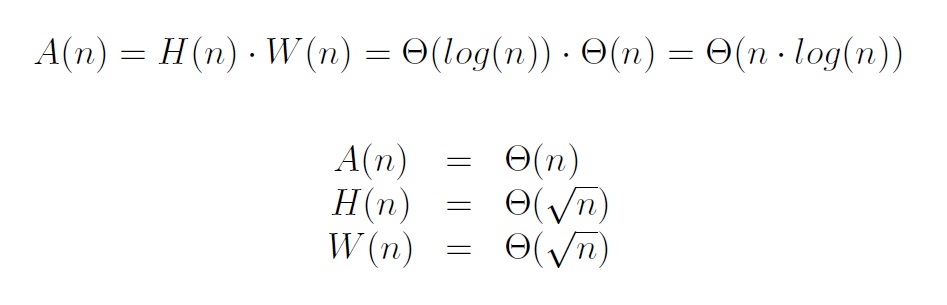 A(n) = H(n) · W(n) = Θ(log(n)) · Θ(n) = Θ(n · log(n))
A(n) = Θ(n)
H(n) = Θ(√n)
W(n) = Θ(√n)